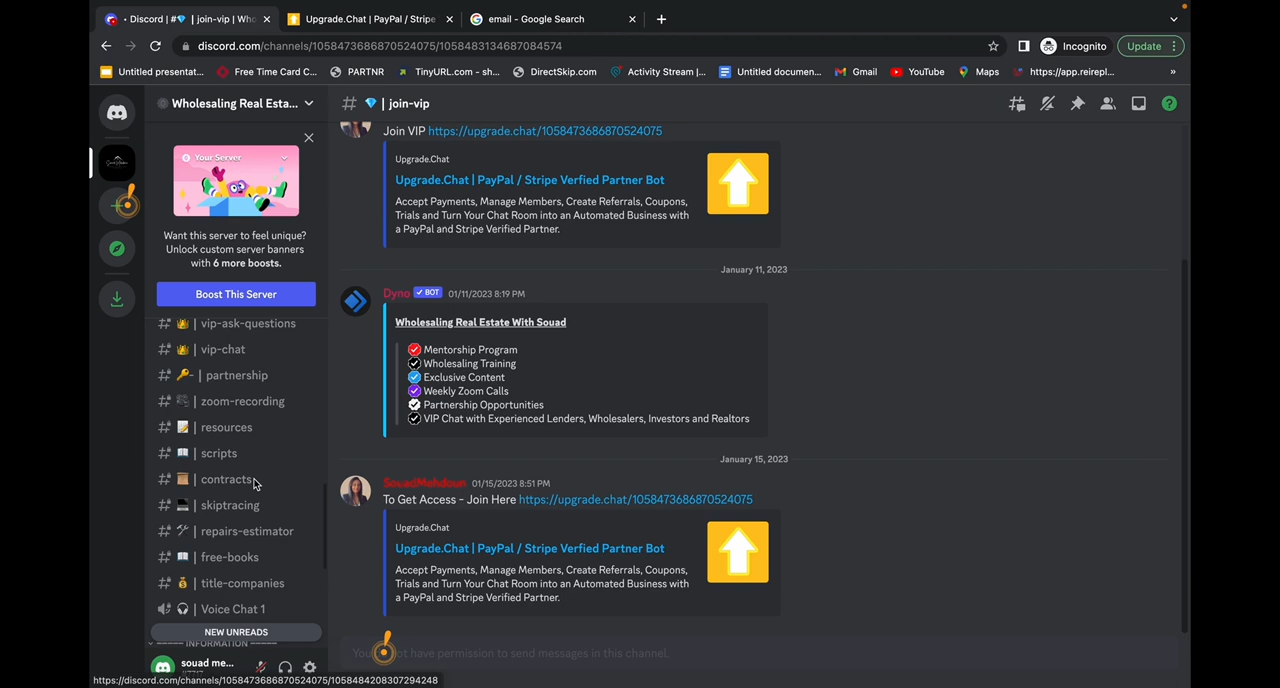 Discord | # | join-vip | Who
Upgrade.Chat | PayPal / Stripe
email - Google Search
discord.com/channels/1058473686870524075/1058483134687084574
Incognito
Update
Untitled presentat...
Free Time Card C...
PARTNR
TinyURL.com - sh...
DirectSkip.com
Activity Stream |...
Untitled documen...
Gmail
YouTube
Maps
https://app.reirepl...
»
Wholesaling Real Esta...
# 💎 | join-vip
Your Server
Want this server to feel unique?
Unlock custom server banners
with 6 more boosts.
Boost This Server
# 👑 | vip-ask-questions
# 👑 | vip-chat
# 🔑- | partnership
# | zoom-recording
# 📝 | resources
# 📖 | scripts
# | contracts
# | skiptracing
# 🛠 | repairs-estimator
# 📖 | free-books
# 💰 | title-companies
🎧 | Voice Chat 1
NEW UNREADS
INFORMATION
souad me...
Join VIP https://upgrade.chat/1058473686870524075
Upgrade.Chat
Upgrade.Chat | PayPal / Stripe Verfied Partner Bot
Accept Payments, Manage Members, Create Referrals, Coupons,
Trials and Turn Your Chat Room into an Automated Business with
a PayPal and Stripe Verified Partner.
January 11, 2023
Dyno ✓ BOT 01/11/2023 8:19 PM
Wholesaling Real Estate With Souad
Mentorship Program
Wholesaling Training
Exclusive Content
Weekly Zoom Calls
Partnership Opportunities
VIP Chat with Experienced Lenders, Wholesalers, Investors and Realtors
January 15, 2023
SouadMehdoun 01/15/2023 8:51 PM
To Get Access - Join Here https://upgrade.chat/1058473686870524075
Upgrade.Chat
Upgrade.Chat | PayPal / Stripe Verfied Partner Bot
Accept Payments, Manage Members, Create Referrals, Coupons,
Trials and Turn Your Chat Room into an Automated Business with
a PayPal and Stripe Verified Partner.
have permission to send messages in this channel.
https://discord.com/channels/1058473686870524075/1058484208307294248